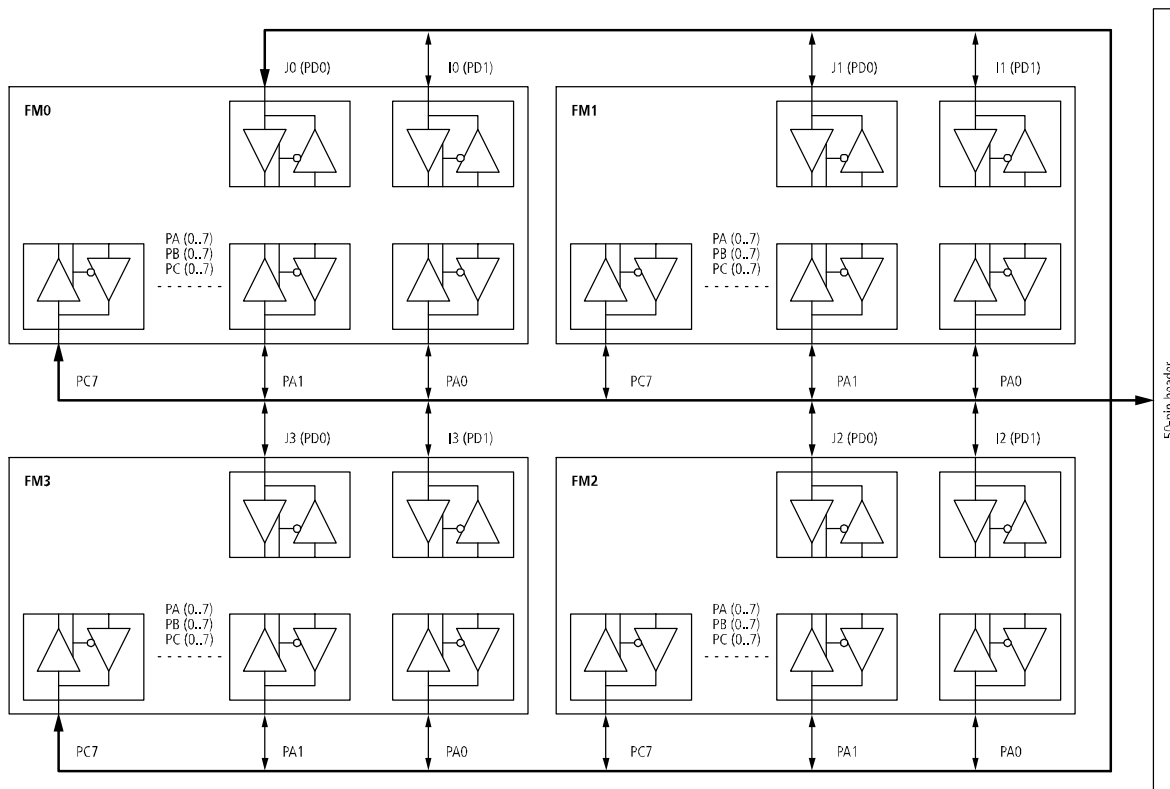 J0 (PD0)
I0 (PD1)
J1 (PD0)
I1 (PD1)
FM0
FM1
PA (0..7)
PB (0..7)
PC (0..7)
PA (0..7)
PB (0..7)
PC (0..7)
PC7
PA1
PA0
PC7
PA1
PA0
50-pin header
J3 (PD0)
I3 (PD1)
J2 (PD0)
I2 (PD1)
FM3
FM2
PA (0..7)
PB (0..7)
PC (0..7)
PA (0..7)
PB (0..7)
PC (0..7)
PC7
PA1
PA0
PC7
PA1
PA0